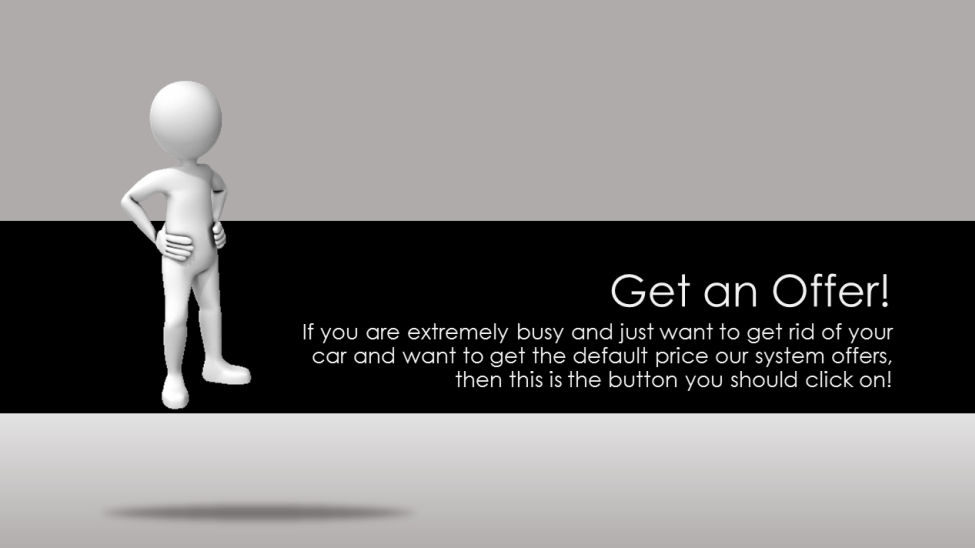 Get an Offer!
If you are extremely busy and just want to get rid of your
car and want to get the default price our system offers,
then this is the button you should click on!